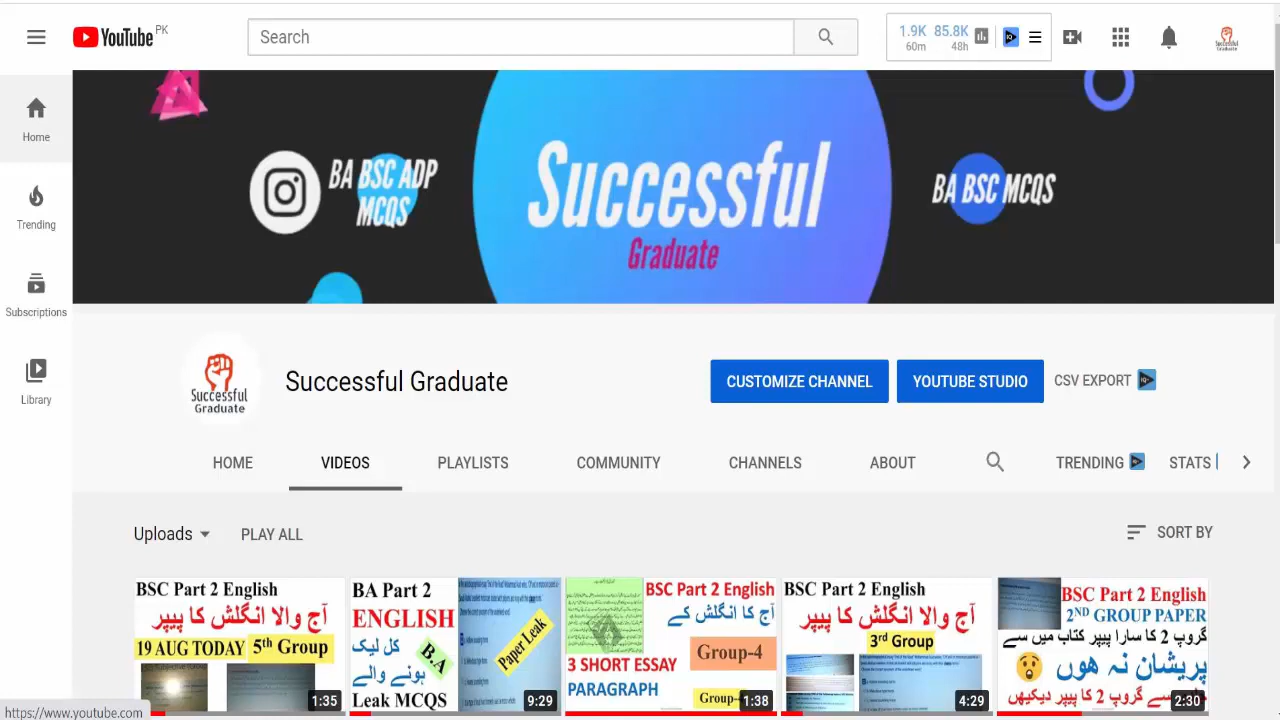 YouTube PK
Search
1.9K 85.8K
60m 48h
Successful Graduate
Home
Trending
Subscriptions
Library
BA BSC ADP
MCQS
Successful
Graduate
BA BSC MCQS
Successful
Graduate
Successful Graduate
CUSTOMIZE CHANNEL
YOUTUBE STUDIO
CSV EXPORT
HOME
VIDEOS
PLAYLISTS
COMMUNITY
CHANNELS
ABOUT
TRENDING
STATS
Uploads
PLAY ALL
SORT BY
BSC Part 2 English
آج والا انگلش کا پیپر
19 AUG TODAY 5th Group
1:35
BA Part 2
ENGLISH
کل لیک
ہونے والے
B.A
Leak MCQS
Paper Leak
9:29
BSC Part 2 English
آج کا انگلش کے
Group-4
3 SHORT ESSAY
PARAGRAPH
Group-
1:38
BSC Part 2 English
آج والا انگلش کا پیپر
3rd Group
4:29
BSC Part 2 English
2ND GROUP PAPER
گروپ 2 کا سارا پیپر کتاب میں سے
پریشان نہ ھوں
سے گروپ 2 کا پیپر دیکھیں
2:30
https://www.youtube.com